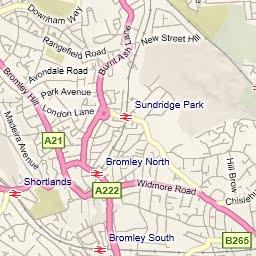 Downham Way
New Street Hill
Rangefield Road
Burnt Ash Lane
Avondale Road
Bromley Hill
Park Avenue
London Lane
Sundridge Park
Madeira Avenue
A21
Bromley North
Hill Brow
Shortlands
A222
Widmore Road
Chislehu
Bromley South
B265